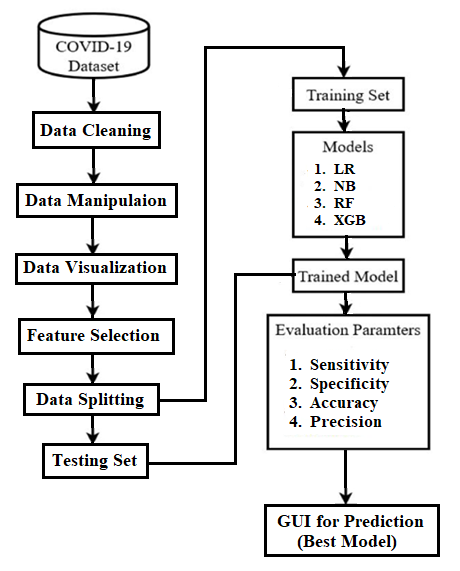 COVID-19
Dataset
Data Cleaning
Data Manipulaion
Data Visualization
Feature Selection
Data Splitting
Testing Set
Training Set
Models
1. LR
2. NB
3. RF
4. XGB
Trained Model
Evaluation Paramters
1. Sensitivity
2. Specificity
3. Accuracy
4. Precision
GUI for Prediction
(Best Model)